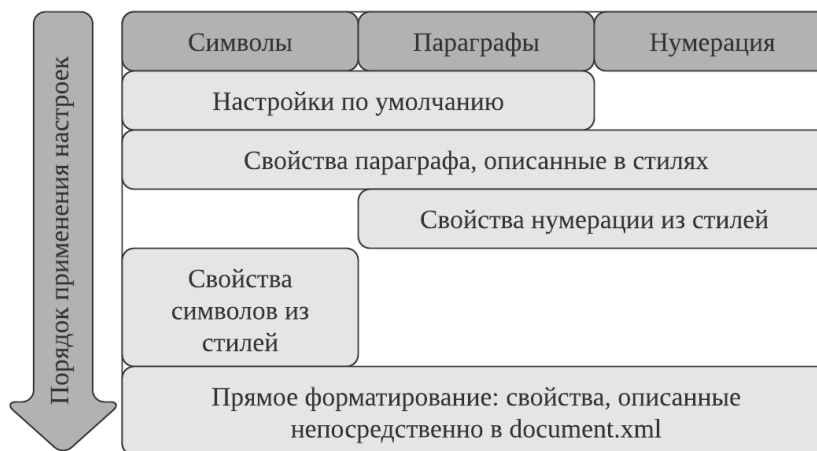 Порядок применения настроек
Символы
Параграфы
Нумерация
Настройки по умолчанию
Свойства параграфа, описанные в стилях
Свойства нумерации из стилей
Свойства
символов из
стилей
Прямое форматирование: свойства, описанные
непосредственно в document.xml